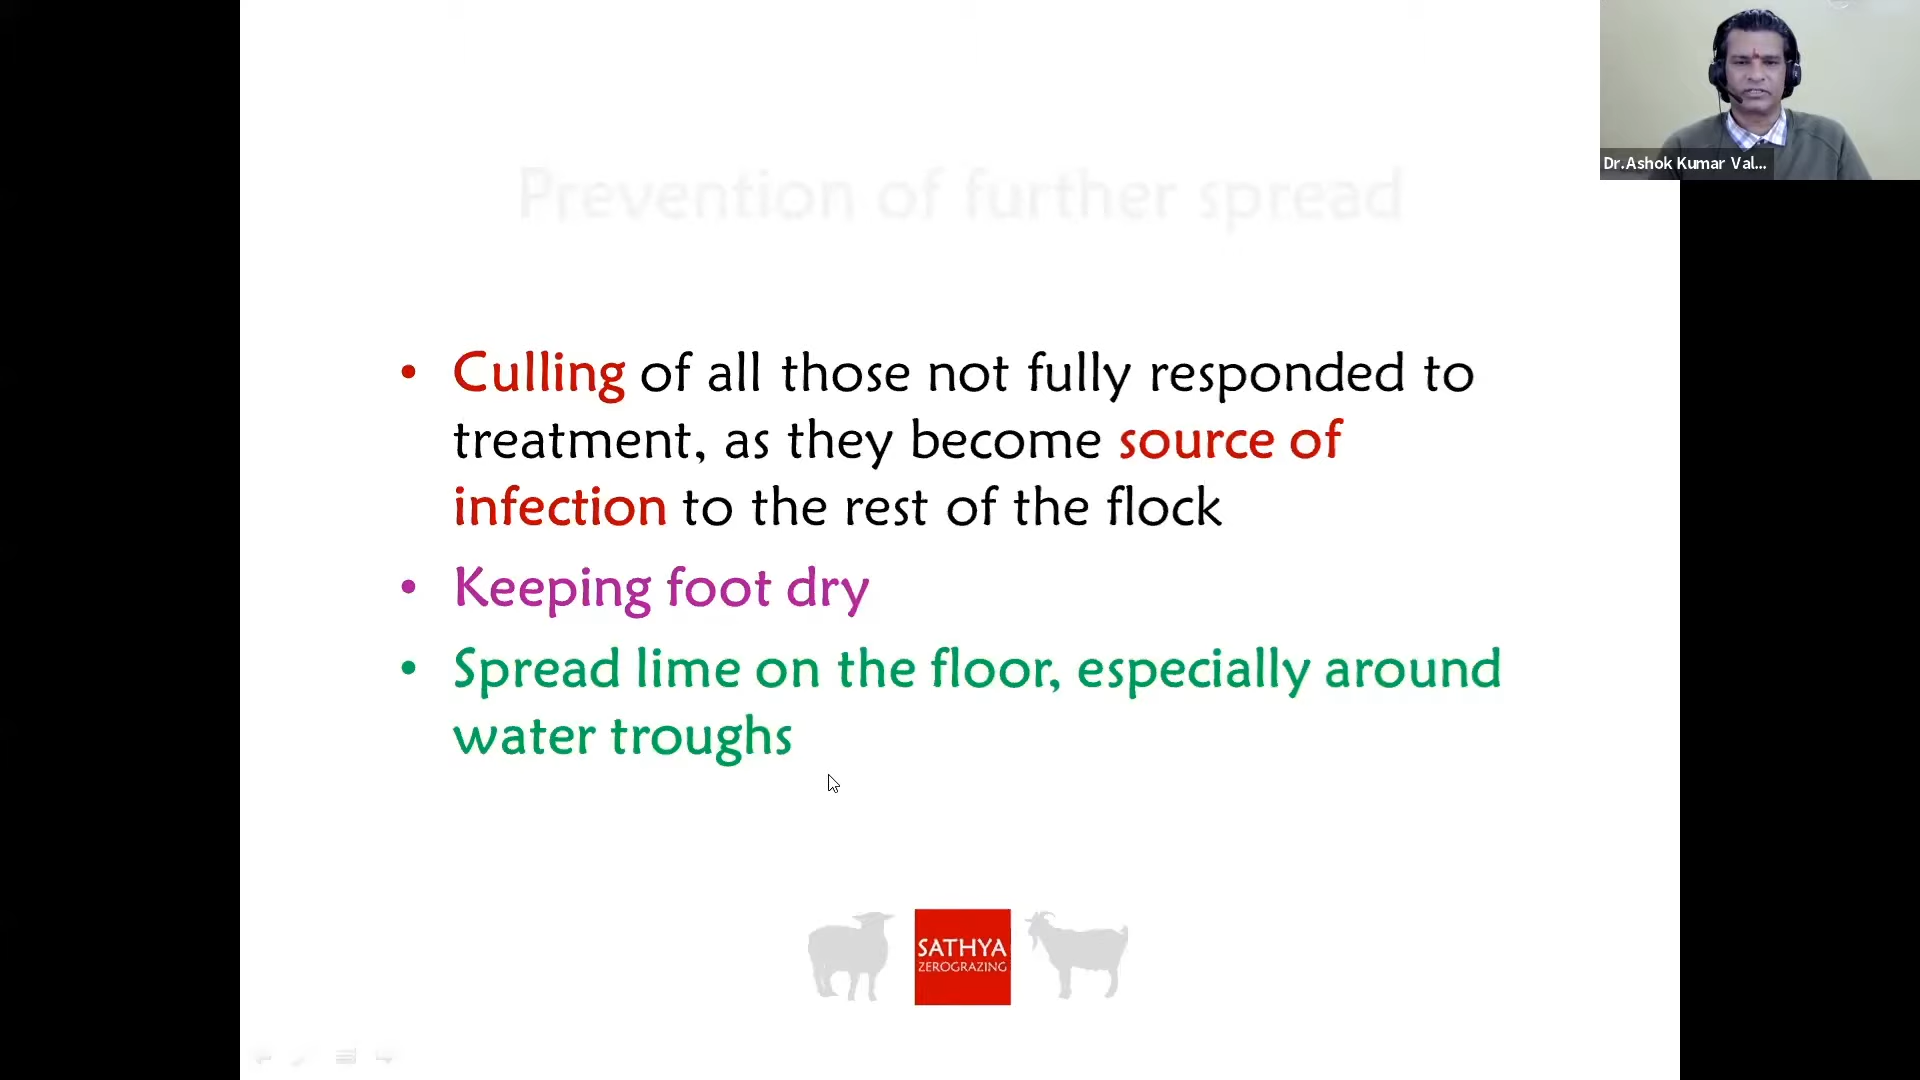 Dr.Ashok Kumar Val...
Prevention of further spread
• Culling of all those not fully responded to
treatment, as they become source of
infection to the rest of the flock
• Keeping foot dry
• Spread lime on the floor, especially around
water troughs
SATHYA
ZEROGRAZING